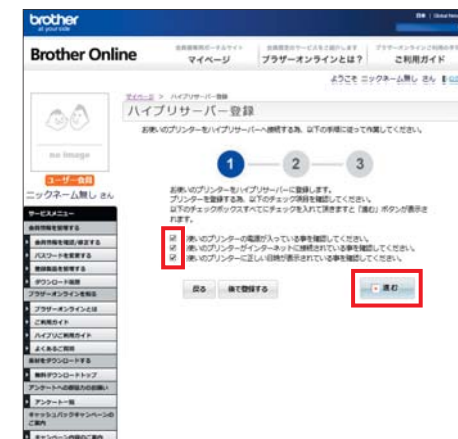 brother
at your side
日本 | Global
Brother Online
会員専用ポータルサイト
マイページ
会員限定のサービスをご紹介します
ブラザーオンラインとは?
ブラザーオンラインご利用の手
ご利用ガイド
ようこそ ニックネーム無し さん
マイページ > ハイプリサーバー登録
ハイプリサーバー登録
お使いのプリンターをハイプリサーバーへ接続する為、以下の手順に従って作業してください。
no image
1 2 3
ユーザー会員
ニックネーム無し さん
お使いのプリンターをハイプリサーバーに登録します。
プリンターを登録する為、以下のチェック項目を確認してください。
以下のチェックボックスすべてにチェックを入れて頂きますと「進む」ボタンが表示さ
れます。
サービスメニュー
会員情報を管理する
会員情報を確認/修正する
パスワードを変更する
登録製品を管理する
ダウンロード履歴
使いのプリンターの電源が入っている事を確認してください。
使いのプリンターがインターネットに接続されている事を確認してください。
使いのプリンターに正しい日時が表示されている事を確認してください。
戻る 後で登録する 進む
ブラザーオンラインを知る
ブラザーオンラインとは
ご利用ガイド
ハイプリご利用ガイド
よくあるご質問
素材をダウンロードする
無料ダウンロードトップ
アンケートへの御協力のお願い
アンケート一覧
キャッシュバックキャンペーンの
ご案内
キャンペーン内容のご案内